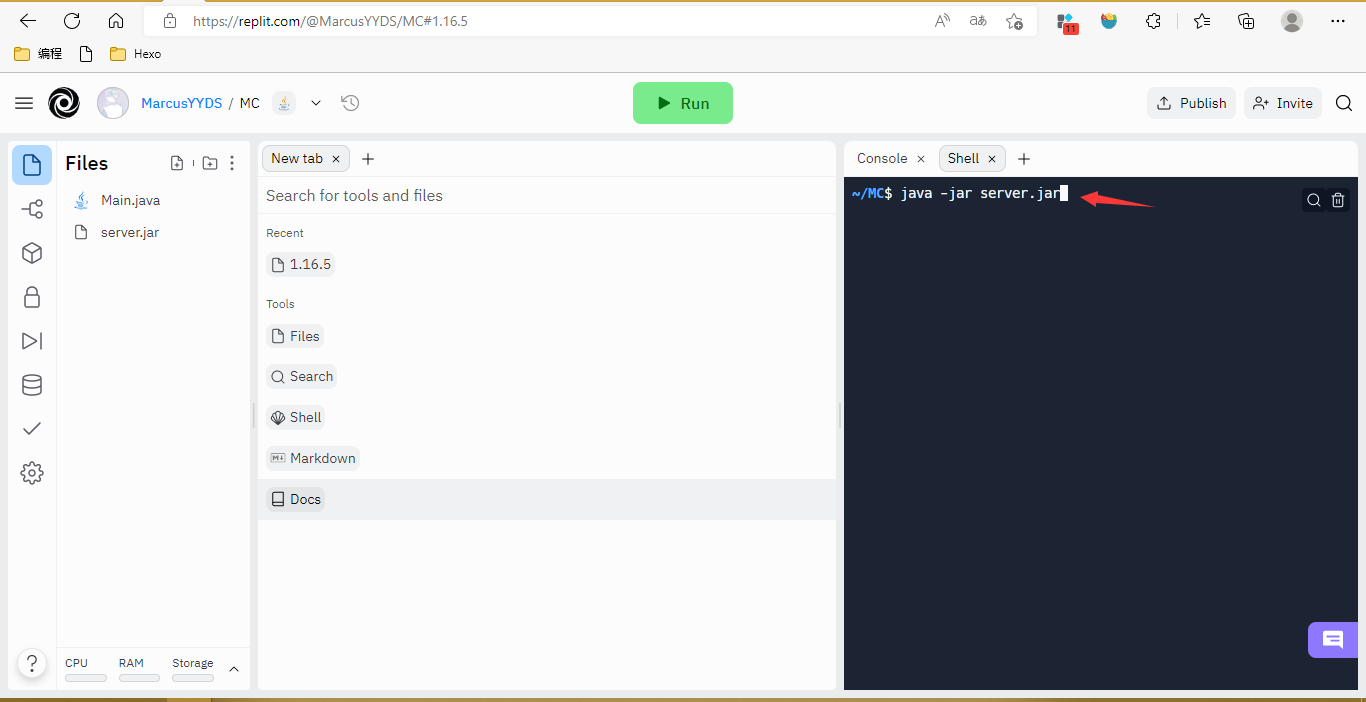 https://replit.com/@MarcusYYDS/MC#1.16.5
A
aあ
11
编程
Hexo
MarcusYYDS / MC
Run
Publish
Invite
Files
Main.java
server.jar
New tab
Search for tools and files
Recent
1.16.5
Tools
Files
Search
Shell
Markdown
Docs
Console
Shell
~/MC$ java -jar server.jar
?
CPU
RAM
Storage